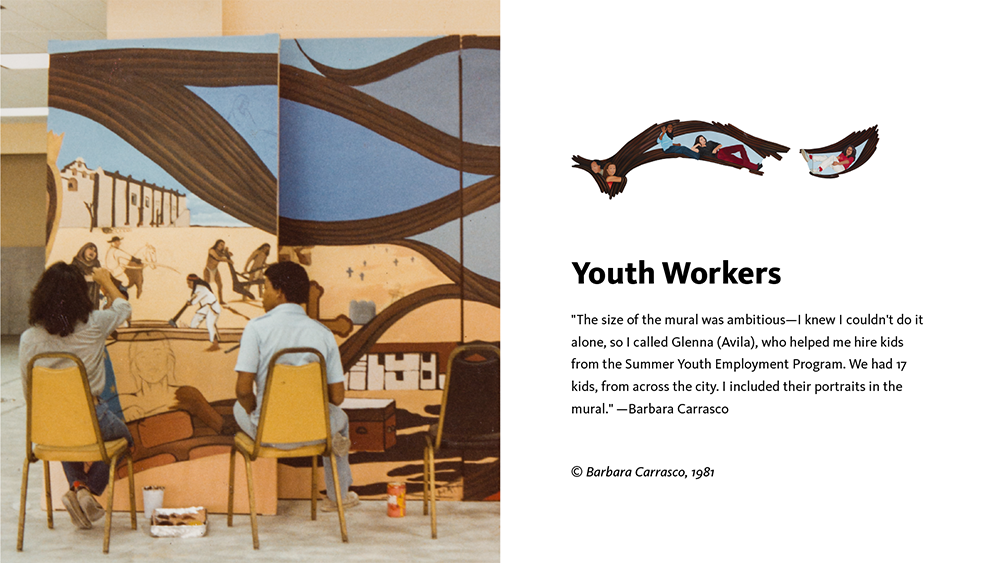 Youth Workers
"The size of the mural was ambitious—I knew I couldn't do it
alone, so I called Glenna (Avila), who helped me hire kids
from the Summer Youth Employment Program. We had 17
kids, from across the city. I included their portraits in the
mural." —Barbara Carrasco
© Barbara Carrasco, 1981